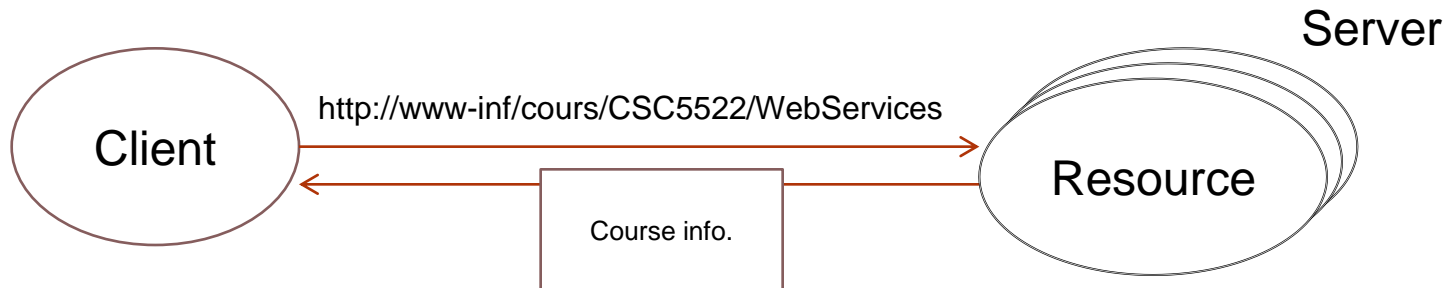 Server
http://www-inf/cours/CSC5522/WebServices
Client
Resource
Course info.